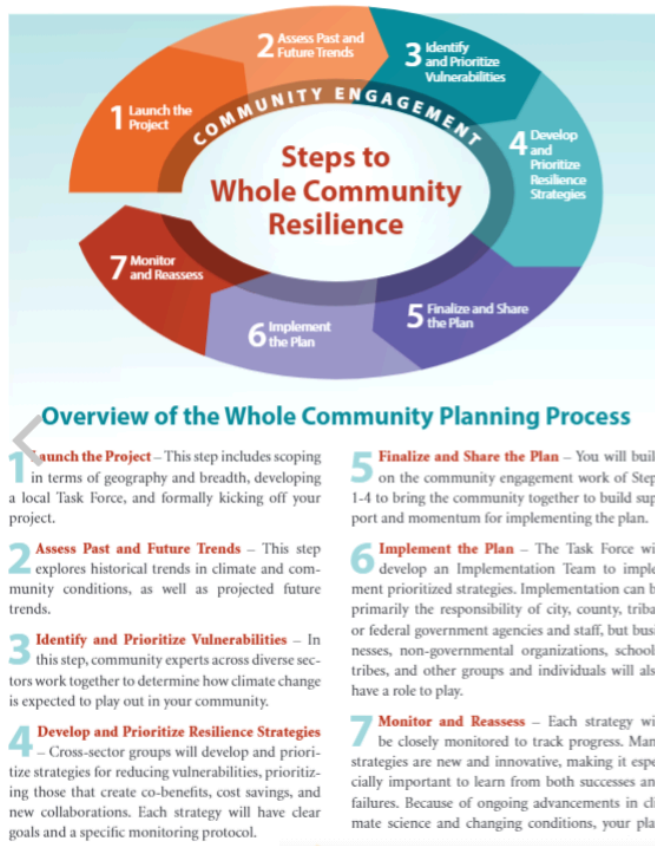 2 Assess Past and
Future Trends
3 Identify
and Prioritize
Vulnerabilities
1 Launch the
Project
COMMUNITY ENGAGEMENT
4 Develop
and
Prioritize
Resilience
Strategies
Steps to
Whole Community
Resilience
7 Monitor
and Reassess
5 Finalize and Share
the Plan
6 Implement
the Plan
Overview of the Whole Community Planning Process
1 aunch the Project – This step includes scoping
in terms of geography and breadth, developing
a local Task Force, and formally kicking off your
project.
2 Assess Past and Future Trends – This step
explores historical trends in climate and com-
munity conditions, as well as projected future
trends.
3 Identify and Prioritize Vulnerabilities – In
this step, community experts across diverse sec-
tors work together to determine how climate change
is expected to play out in your community.
4 Develop and Prioritize Resilience Strategies
– Cross-sector groups will develop and priori-
tize strategies for reducing vulnerabilities, prioritiz-
ing those that create co-benefits, cost savings, and
new collaborations. Each strategy will have clear
goals and a specific monitoring protocol.
5 Finalize and Share the Plan – You will buil
on the community engagement work of Step
1-4 to bring the community together to build sup
port and momentum for implementing the plan.
6 Implement the Plan – The Task Force wi
develop an Implementation Team to imple
ment prioritized strategies. Implementation can b
primarily the responsibility of city, county, triba
or federal government agencies and staff, but busi
nesses, non-governmental organizations, school
tribes, and other groups and individuals will als
have a role to play.
7 Monitor and Reassess – Each strategy wi
be closely monitored to track progress. Man
strategies are new and innovative, making it espe
cially important to learn from both successes an
failures. Because of ongoing advancements in cli
mate science and changing conditions, your pla